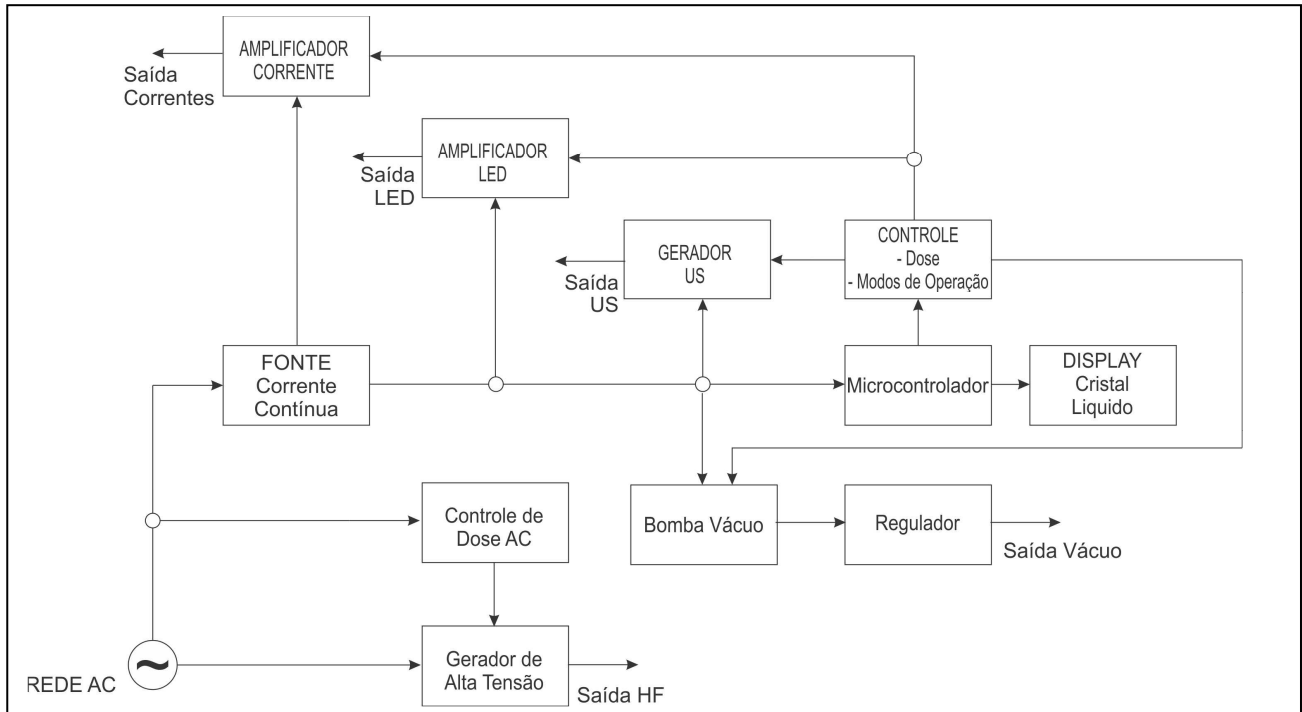 AMPLIFICADOR
CORRENTE
Saída
Correntes
AMPLIFICADOR
LED
Saída
LED
GERADOR
US
Saída
US
CONTROLE
- Dose
- Modos de Operação
FONTE
Corrente
Contínua
Microcontrolador
DISPLAY
Cristal
Liquido
Controle de
Dose AC
Bomba Vácuo
Regulador
Saída Vácuo
REDE AC
~
Gerador de
Alta Tensão
Saída HF